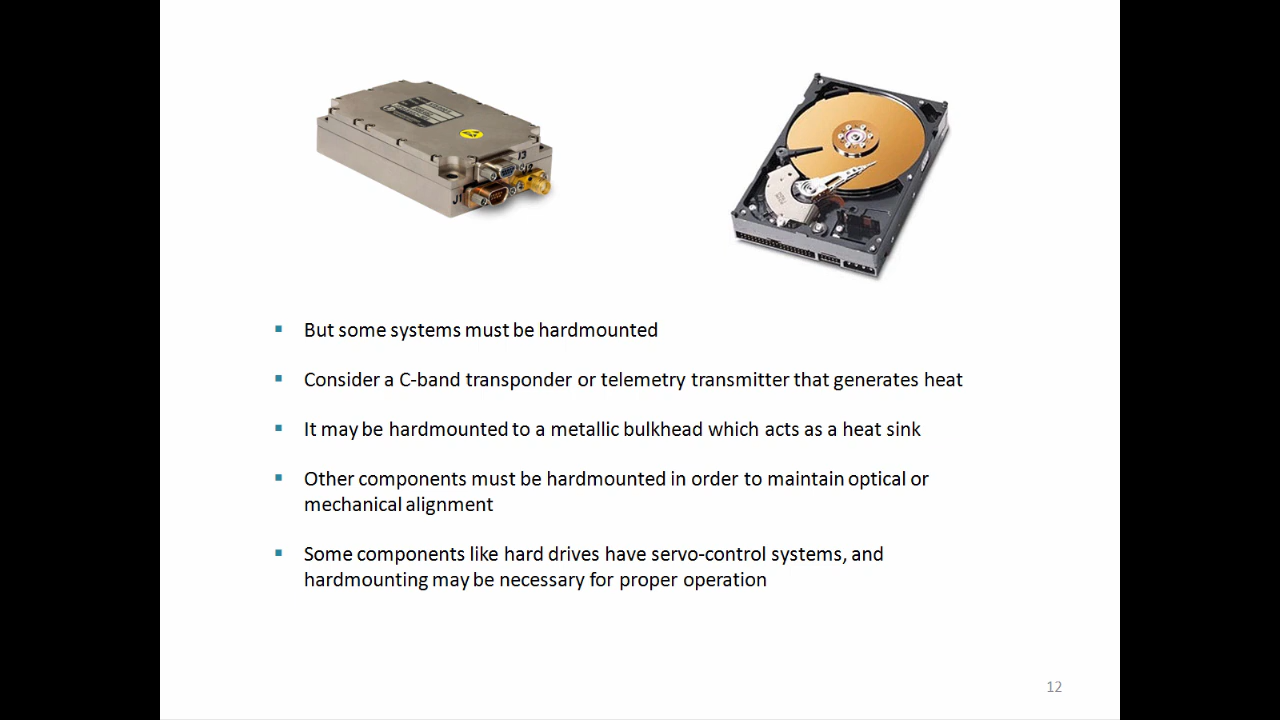 J3
J1
But some systems must be hardmounted
Consider a C-band transponder or telemetry transmitter that generates heat
It may be hardmounted to a metallic bulkhead which acts as a heat sink
Other components must be hardmounted in order to maintain optical or
mechanical alignment
Some components like hard drives have servo-control systems, and
hardmounting may be necessary for proper operation
12